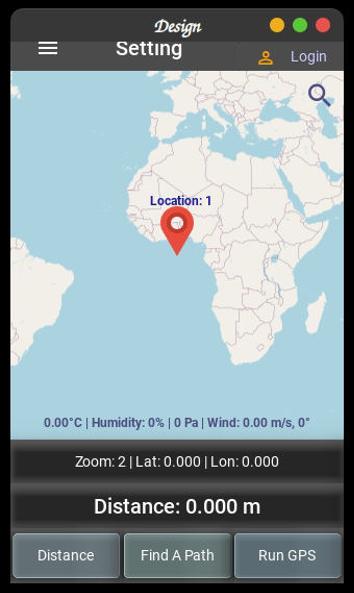 Design
Setting
Login
Location: 1
0.00°C | Humidity: 0% | 0 Pa | Wind: 0.00 m/s, 0°
Zoom: 2 | Lat: 0.000 | Lon: 0.000
Distance: 0.000 m
Distance
Find A Path
Run GPS